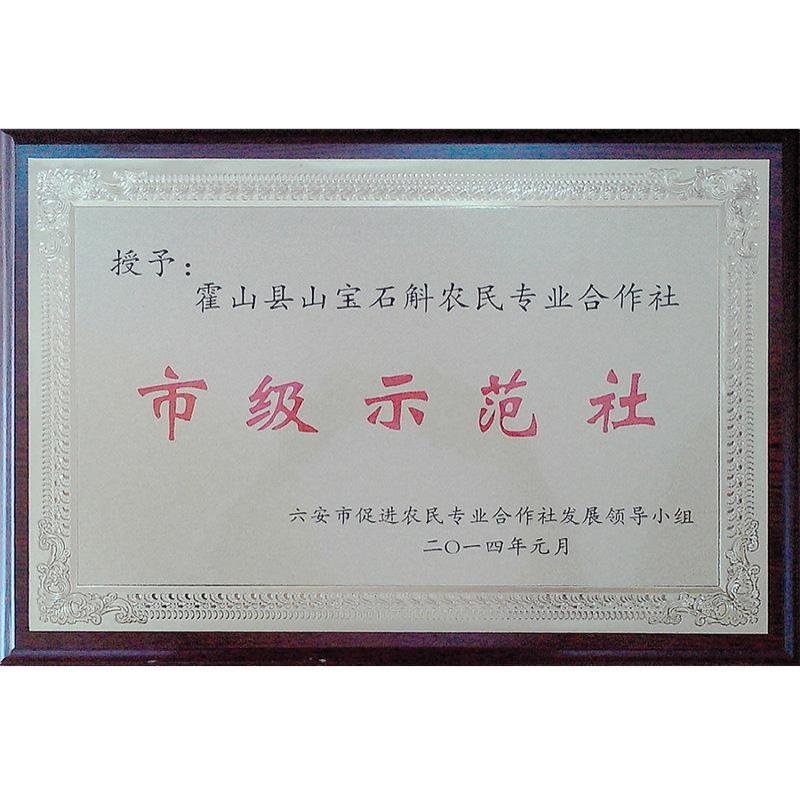 授予：
霍山县山宝石斛农民专业合作社
市级示范社
六安市促进农民专业合作社发展领导小组
二〇一四年元月